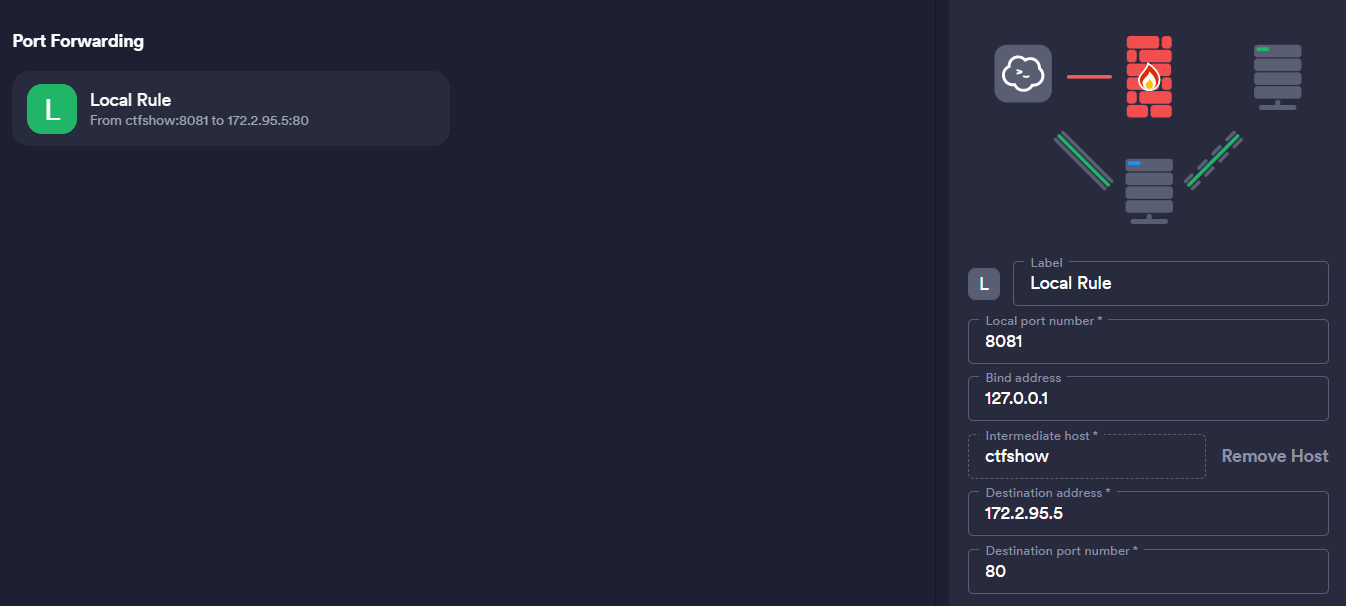 Port Forwarding
L
Local Rule
From ctfshow:8081 to 172.2.95.5:80
L
Label
Local Rule
Local port number *
8081
Bind address
127.0.0.1
Intermediate host *
ctfshow
Remove Host
Destination address *
172.2.95.5
Destination port number *
80